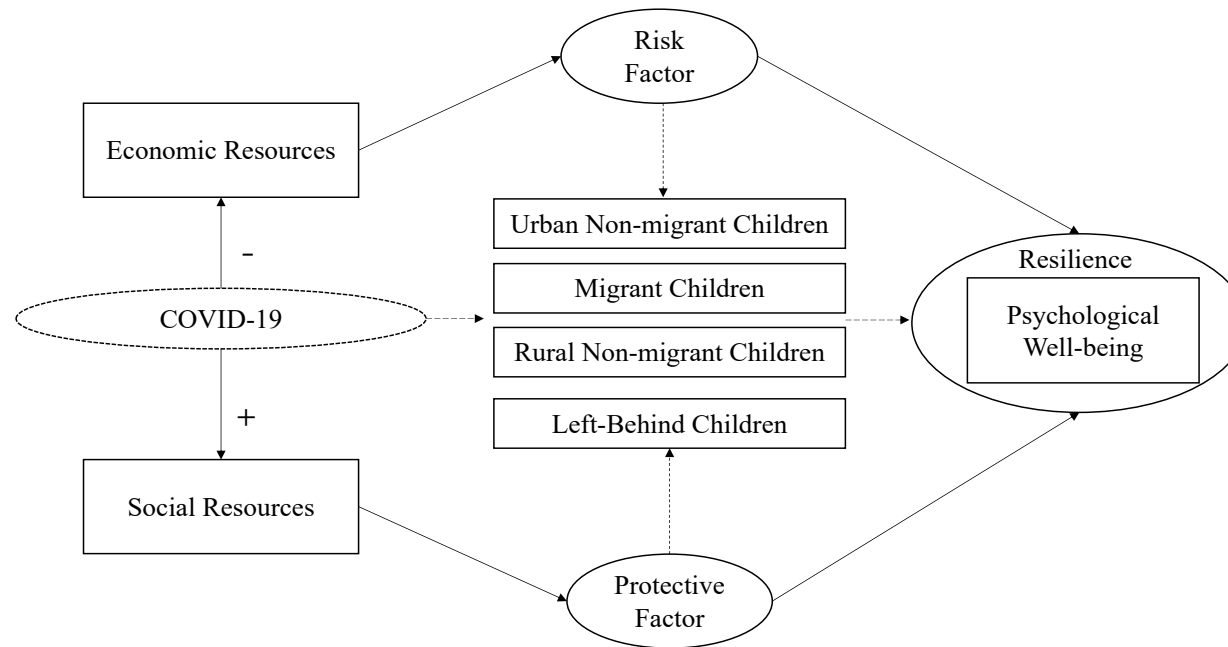 Risk
Factor
Economic Resources
Urban Non-migrant Children
-
Resilience
Migrant Children
Psychological
Well-being
COVID-19
Rural Non-migrant Children
+
Left-Behind Children
Social Resources
Protective
Factor